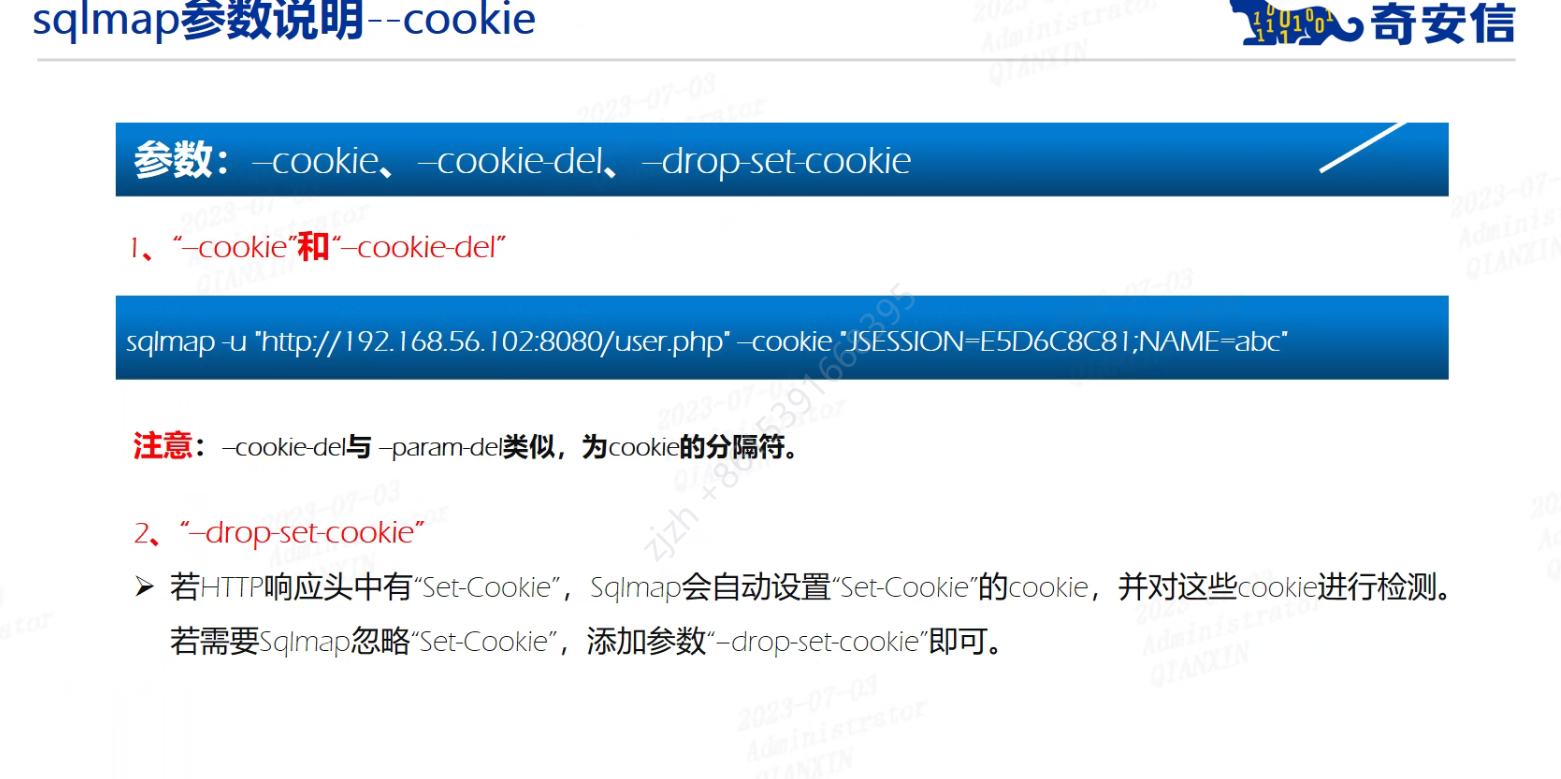 sqlmap参数说明--cookie
奇安信
参数：–cookie、–cookie-del、–drop-set-cookie
1、“–cookie”和“–cookie-del”
sqlmap -u "http://192.168.56.102:8080/user.php" –cookie "JSESSION=E5D6C8C81;NAME=abc"
注意：–cookie-del与 –param-del类似，为cookie的分隔符。
2、“–drop-set-cookie”
➢ 若HTTP响应头中有“Set-Cookie”，Sqlmap会自动设置“Set-Cookie”的cookie，并对这些cookie进行检测。
若需要Sqlmap忽略“Set-Cookie”，添加参数“–drop-set-cookie”即可。
2023-07-03
Administrator
QIANXIN